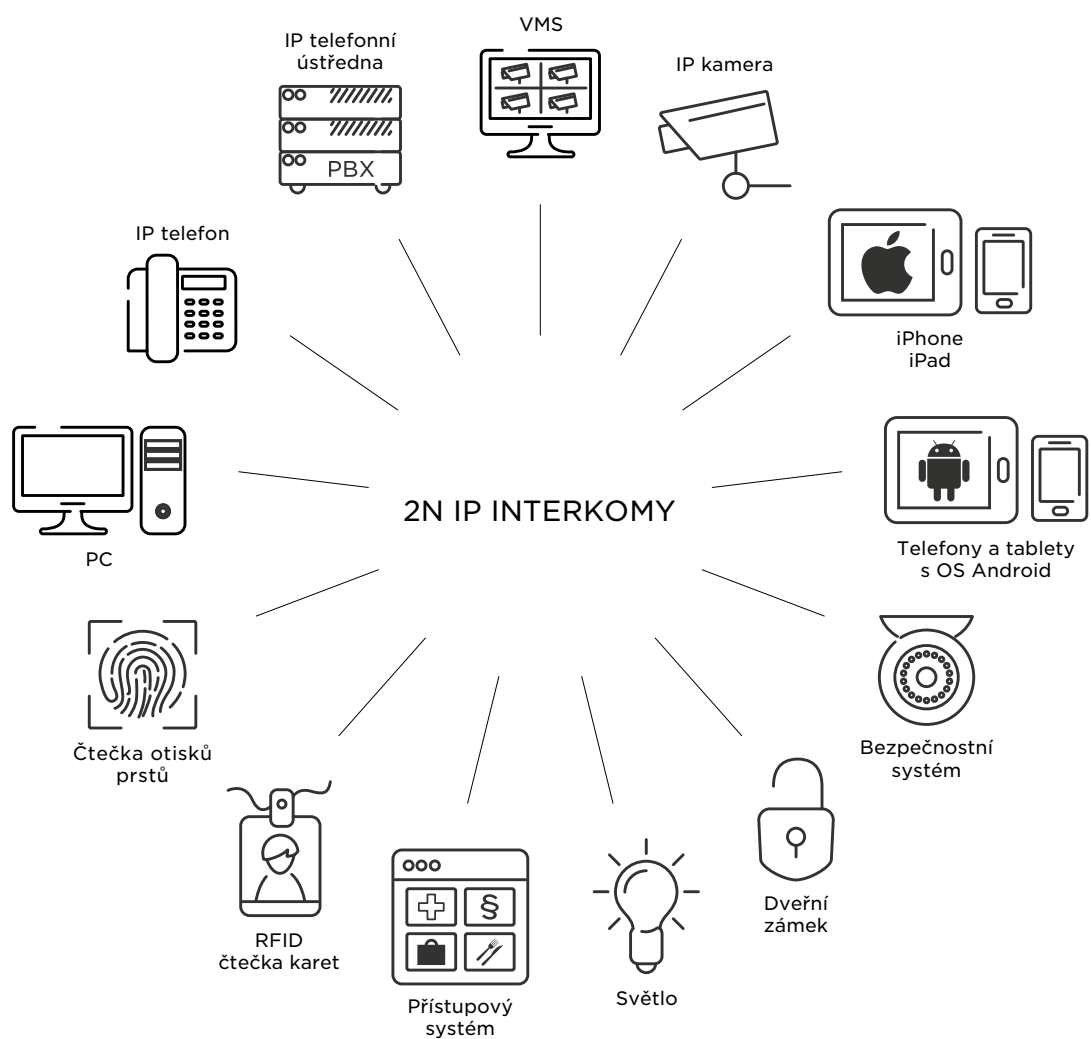 VMS
IP telefonní
ústředna
IP kamera
PBX
IP telefon
iPhone
iPad
2N IP INTERKOMY
PC
Telefony a tablety
s OS Android
Čtečka otisků
prstů
Bezpečnostní
systém
§
Dveřní
zámek
RFID
čtečka karet
Světlo
Přístupový
systém